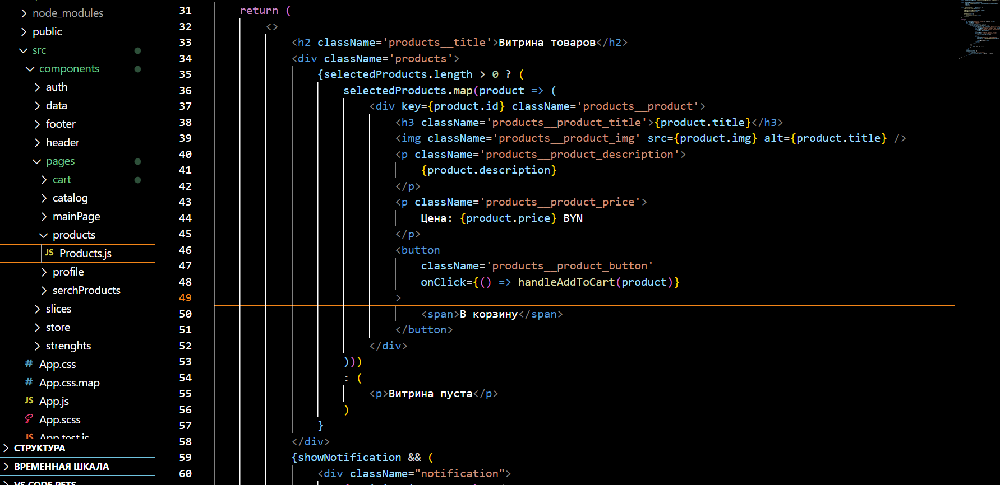 node_modules
public
src
components
auth
data
footer
header
pages
cart
catalog
mainPage
products
JS Products.js
profile
serchProducts
slices
store
strenghts
# App.css
# App.css.map
JS App.js
App.scss
JS App.test.js
СТРУКТУРА
ВРЕМЕННАЯ ШКАЛА
VS CODE PETS
31 return (
32 <>
33 <h2 className='products__title'>Витрина товаров</h2>
34 <div className='products'>
35 {selectedProducts.length > 0 ? (
36 selectedProducts.map(product => (
37 <div key={product.id} className='products__product'>
38 <h3 className='products__product_title'>{product.title}</h3>
39 <img className='products__product_img' src={product.img} alt={product.title} />
40 <p className='products__product_description'>
41 {product.description}
42 </p>
43 <p className='products__product_price'>
44 Цена: {product.price} BYN
45 </p>
46 <button
47 className='products__product_button'
48 onClick={() => handleAddToCart(product)}
49 >
50 <span>В корзину</span>
51 </button>
52 </div>
53 )))
54 : (
55 <p>Витрина пуста</p>
56 )
57 }
58 </div>
59 {showNotification && (
60 <div className="notification">